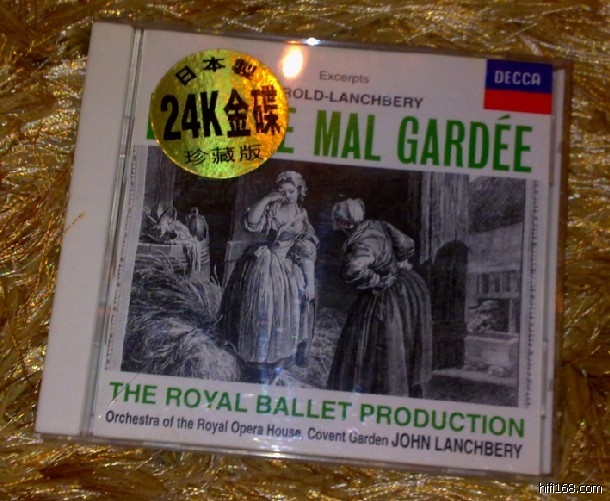 日本製
24K金碟
珍藏版
Excerpts
DECCA
ROLD-LANCHBERY
E MAL GARDÉE
THE ROYAL BALLET PRODUCTION
Orchestra of the Royal Opera House, Covent Garden JOHN LANCHBERY
hifi168.com